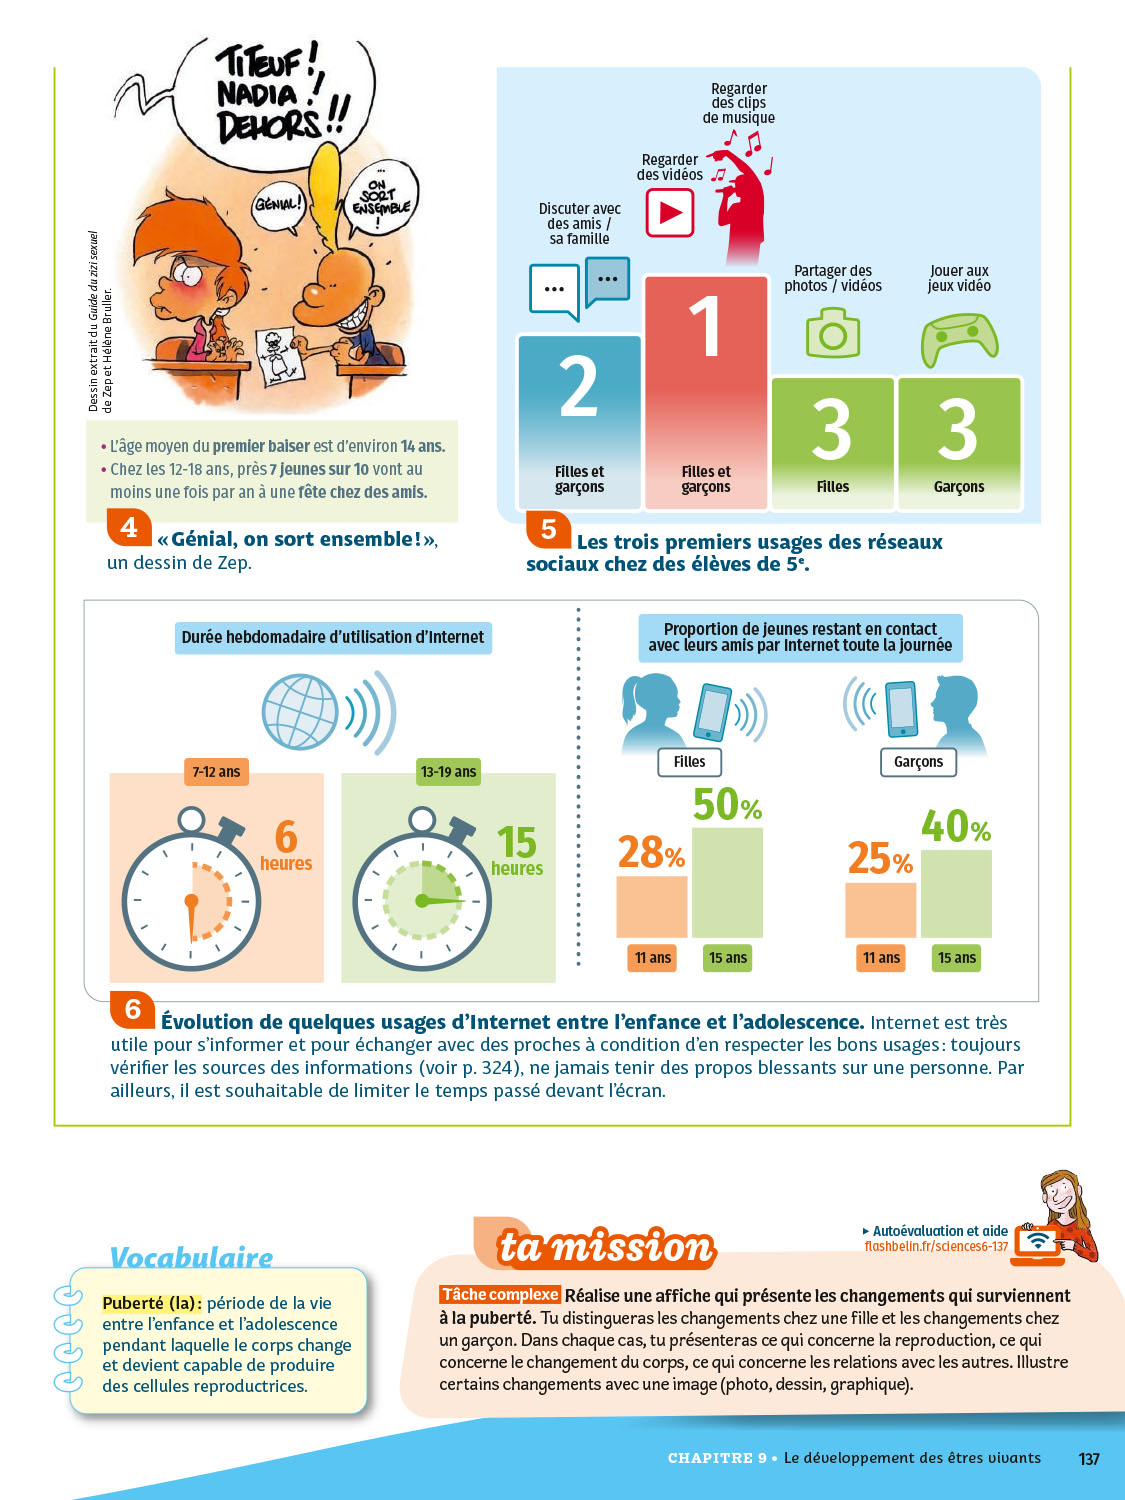 TITEUF !
NADIA !
DEHORS !!
GÉNIAL !
...
ON
SORT
ENSEMBLE
!
Dessin extrait du Guide du zizi sexuel
de Zep et Hélène Bruller.
• L'âge moyen du premier baiser est d'environ 14 ans.
• Chez les 12-18 ans, près 7 jeunes sur 10 vont au
moins une fois par an à une fête chez des amis.
4 « Génial, on sort ensemble ! »,
un dessin de Zep.
Regarder
des clips
de musique
Regarder
des vidéos
Discuter avec
des amis /
sa famille
Partager des
photos / vidéos
Jouer aux
jeux vidéo
2
Filles et
garçons
1
Filles et
garçons
3
Filles
3
Garçons
5 Les trois premiers usages des réseaux
sociaux chez des élèves de 5e.
Durée hebdomadaire d'utilisation d'Internet
7-12 ans
6
heures
13-19 ans
15
heures
Proportion de jeunes restant en contact
avec leurs amis par Internet toute la journée
Filles
28%
50%
11 ans
15 ans
Garçons
25%
40%
11 ans
15 ans
6 Évolution de quelques usages d'Internet entre l'enfance et l'adolescence. Internet est très
utile pour s'informer et pour échanger avec des proches à condition d'en respecter les bons usages : toujours
vérifier les sources des informations (voir p. 324), ne jamais tenir des propos blessants sur une personne. Par
ailleurs, il est souhaitable de limiter le temps passé devant l'écran.
Vocabulaire
Puberté (la) : période de la vie
entre l'enfance et l'adolescence
pendant laquelle le corps change
et devient capable de produire
des cellules reproductrices.
ta mission
▸ Autoévaluation et aide
flashbelin.fr/sciences6-137
Tâche complexe Réalise une affiche qui présente les changements qui surviennent
à la puberté. Tu distingueras les changements chez une fille et les changements chez
un garçon. Dans chaque cas, tu présenteras ce qui concerne la reproduction, ce qui
concerne le changement du corps, ce qui concerne les relations avec les autres. Illustre
certains changements avec une image (photo, dessin, graphique).
CHAPITRE 9 • Le développement des êtres vivants 137